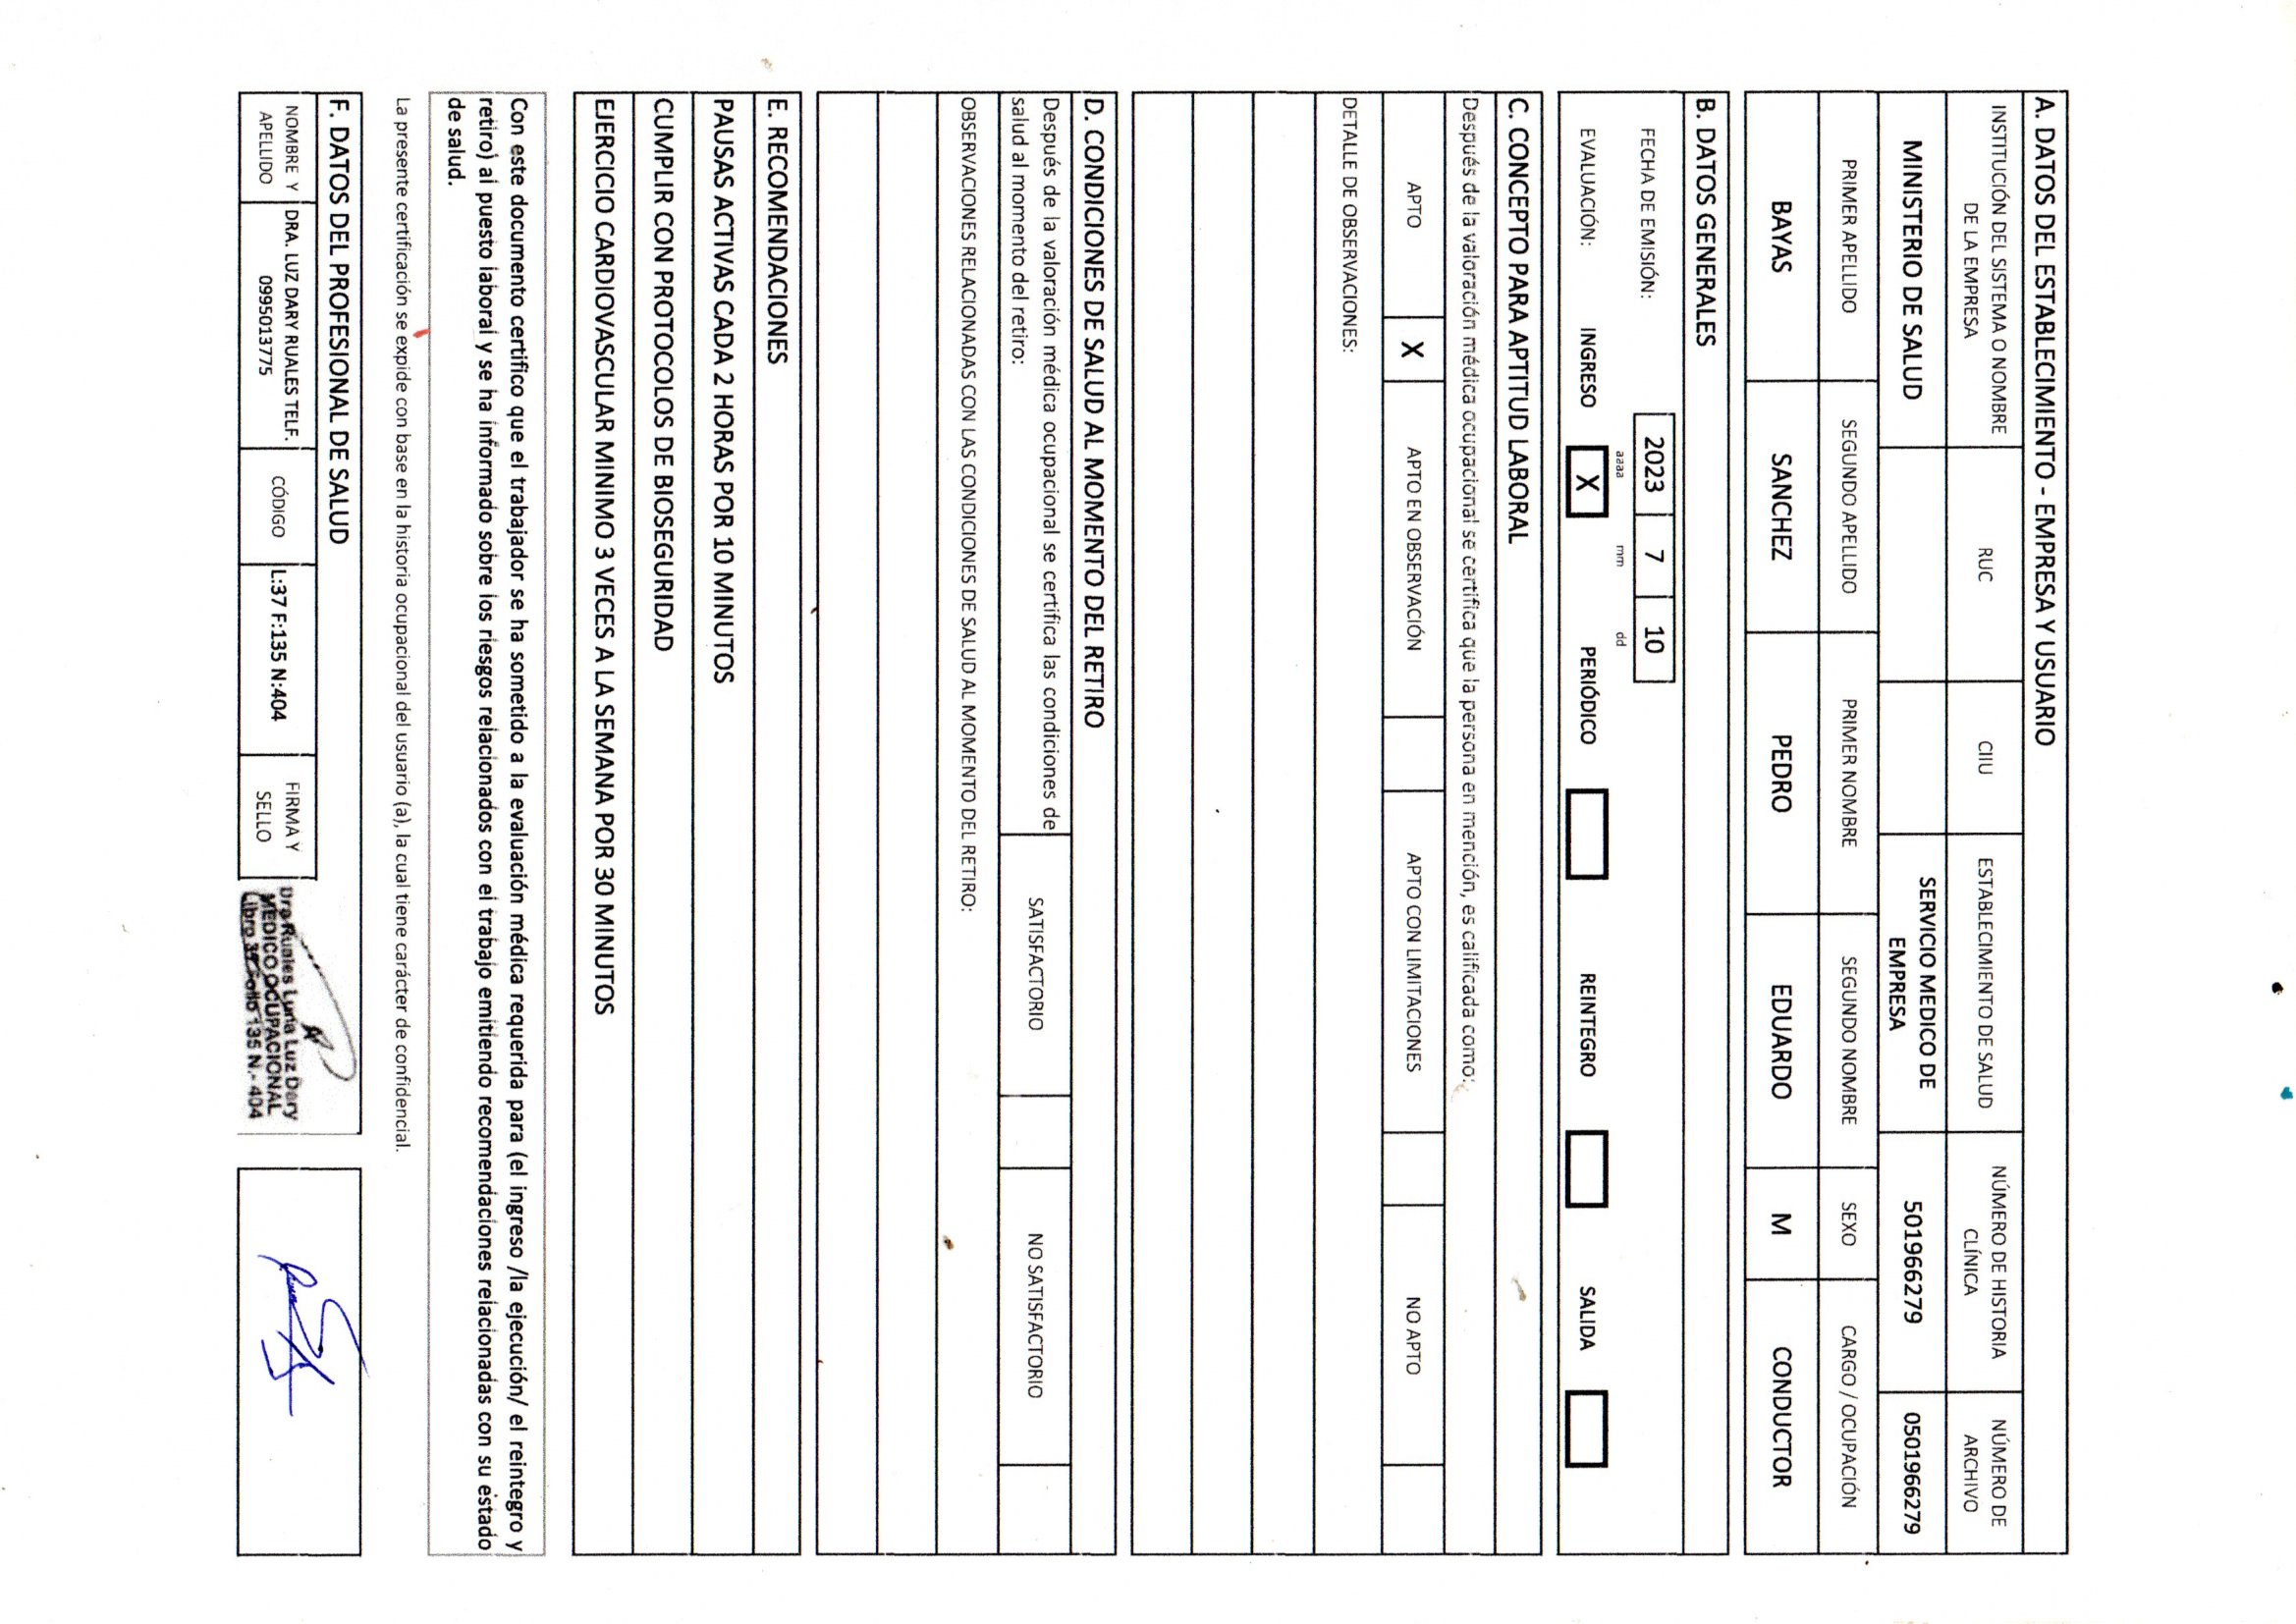 A. DATOS DEL ESTABLECIMIENTO - EMPRESA Y USUARIO
INSTITUCIÓN DEL SISTEMA O NOMBRE DE LA EMPRESA RUC CIIU ESTABLECIMIENTO DE SALUD NÚMERO DE HISTORIA CLÍNICA NÚMERO DE ARCHIVO
MINISTERIO DE SALUD SERVICIO MEDICO DE EMPRESA 501966279 0501966279
PRIMER APELLIDO SEGUNDO APELLIDO PRIMER NOMBRE SEGUNDO NOMBRE SEXO CARGO / OCUPACIÓN
BAYAS SANCHEZ PEDRO EDUARDO M CONDUCTOR
B. DATOS GENERALES
FECHA DE EMISIÓN: 2023 7 10
aaaa mm dd
EVALUACIÓN: INGRESO X PERIÓDICO REINTEGRO SALIDA
C. CONCEPTO PARA APTITUD LABORAL
Después de la valoración médica ocupacional se certifica que la persona en mención, es calificada como:
APTO X APTO EN OBSERVACIÓN APTO CON LIMITACIONES NO APTO
DETALLE DE OBSERVACIONES:
D. CONDICIONES DE SALUD AL MOMENTO DEL RETIRO
Después de la valoración médica ocupacional se certifica las condiciones de
salud al momento del retiro: SATISFACTORIO NO SATISFACTORIO
OBSERVACIONES RELACIONADAS CON LAS CONDICIONES DE SALUD AL MOMENTO DEL RETIRO:
E. RECOMENDACIONES
PAUSAS ACTIVAS CADA 2 HORAS POR 10 MINUTOS
CUMPLIR CON PROTOCOLOS DE BIOSEGURIDAD
EJERCICIO CARDIOVASCULAR MINIMO 3 VECES A LA SEMANA POR 30 MINUTOS
Con este documento certifico que el trabajador se ha sometido a la evaluación médica requerida para (el ingreso /la ejecución/ el reintegro y
retiro) al puesto laboral y se ha informado sobre los riesgos relacionados con el trabajo emitiendo recomendaciones relacionadas con su estado
de salud.
La presente certificación se expide con base en la historia ocupacional del usuario (a), la cual tiene carácter de confidencial.
F. DATOS DEL PROFESIONAL DE SALUD
NOMBRE Y APELLIDO DRA. LUZ DARY RUALES TELF. 0995013775 CÓDIGO L:37 F:135 N:404 FIRMA Y SELLO
Dra Ruales Luna Luz Dary
MEDICO OCUPACIONAL
Libro 37 Folio 135 N.- 404